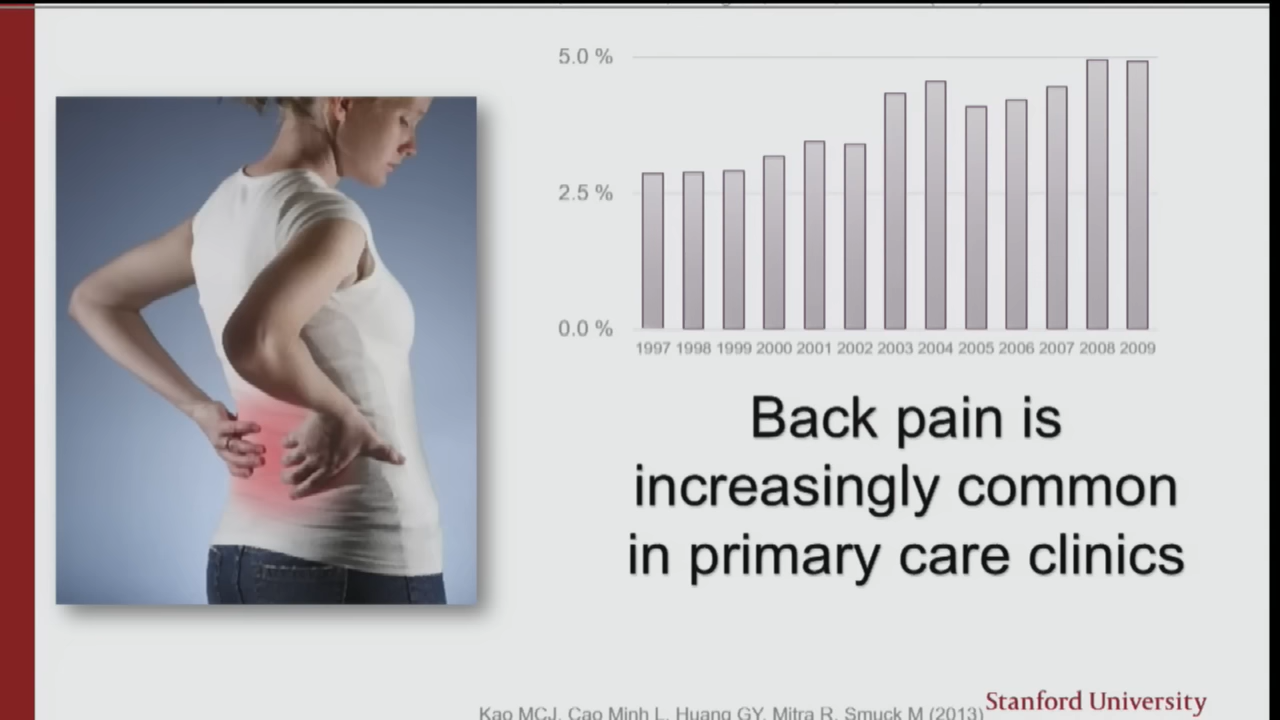 5.0 %
2.5 %
0.0 %
1997 1998 1999 2000 2001 2002 2003 2004 2005 2006 2007 2008 2009
Back pain is
increasingly common
in primary care clinics
Stanford University
Kao MCJ, Cao Minh L, Huang GY, Mitra R, Smuck M (2013)